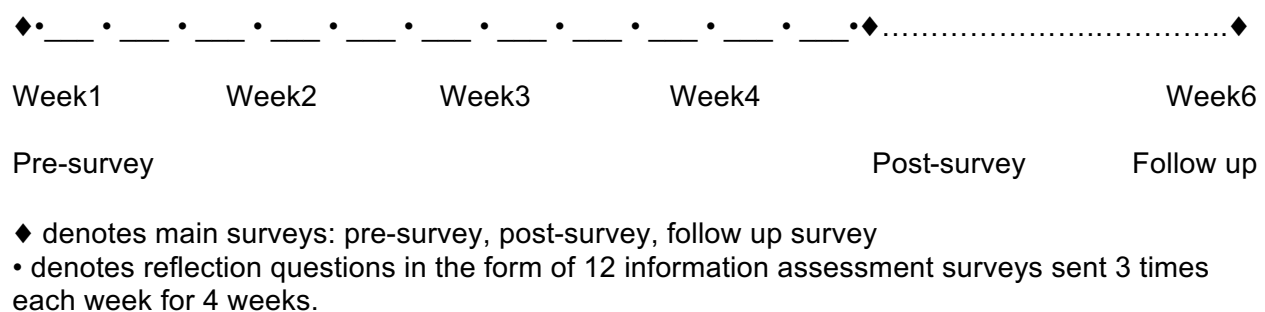 ♦•___ • ___ • ___ • ___ • ___ • ___ • ___ • ___ • ___ • ___ • ___•♦…………………..…………..♦
Week1 Week2 Week3 Week4 Week6
Pre-survey Post-survey Follow up
♦ denotes main surveys: pre-survey, post-survey, follow up survey
• denotes reflection questions in the form of 12 information assessment surveys sent 3 times
each week for 4 weeks.